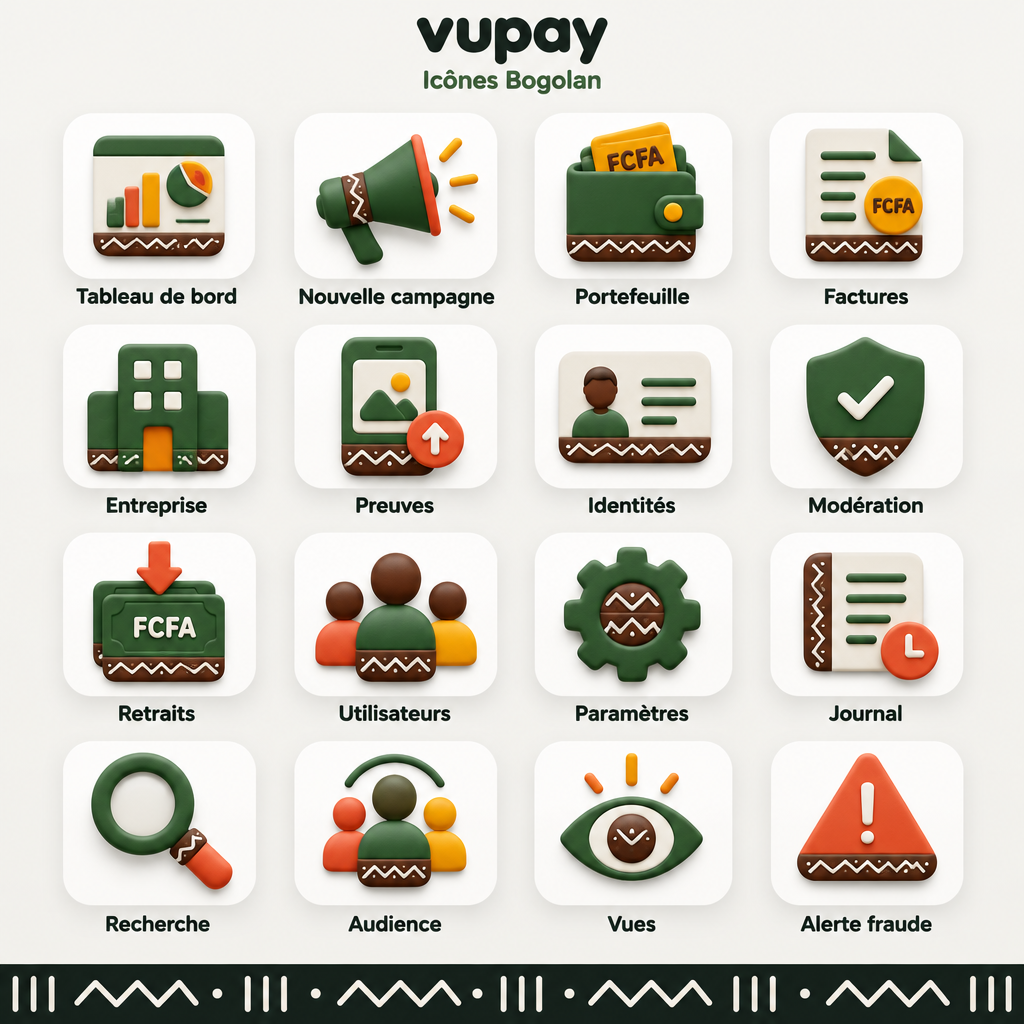 vupay
Icônes Bogolan
FCFA
FCFA
Tableau de bord
Nouvelle campagne
Portefeuille
Factures
Entreprise
Preuves
Identités
Modération
FCFA
Retraits
Utilisateurs
Paramètres
Journal
Recherche
Audience
Vues
Alerte fraude